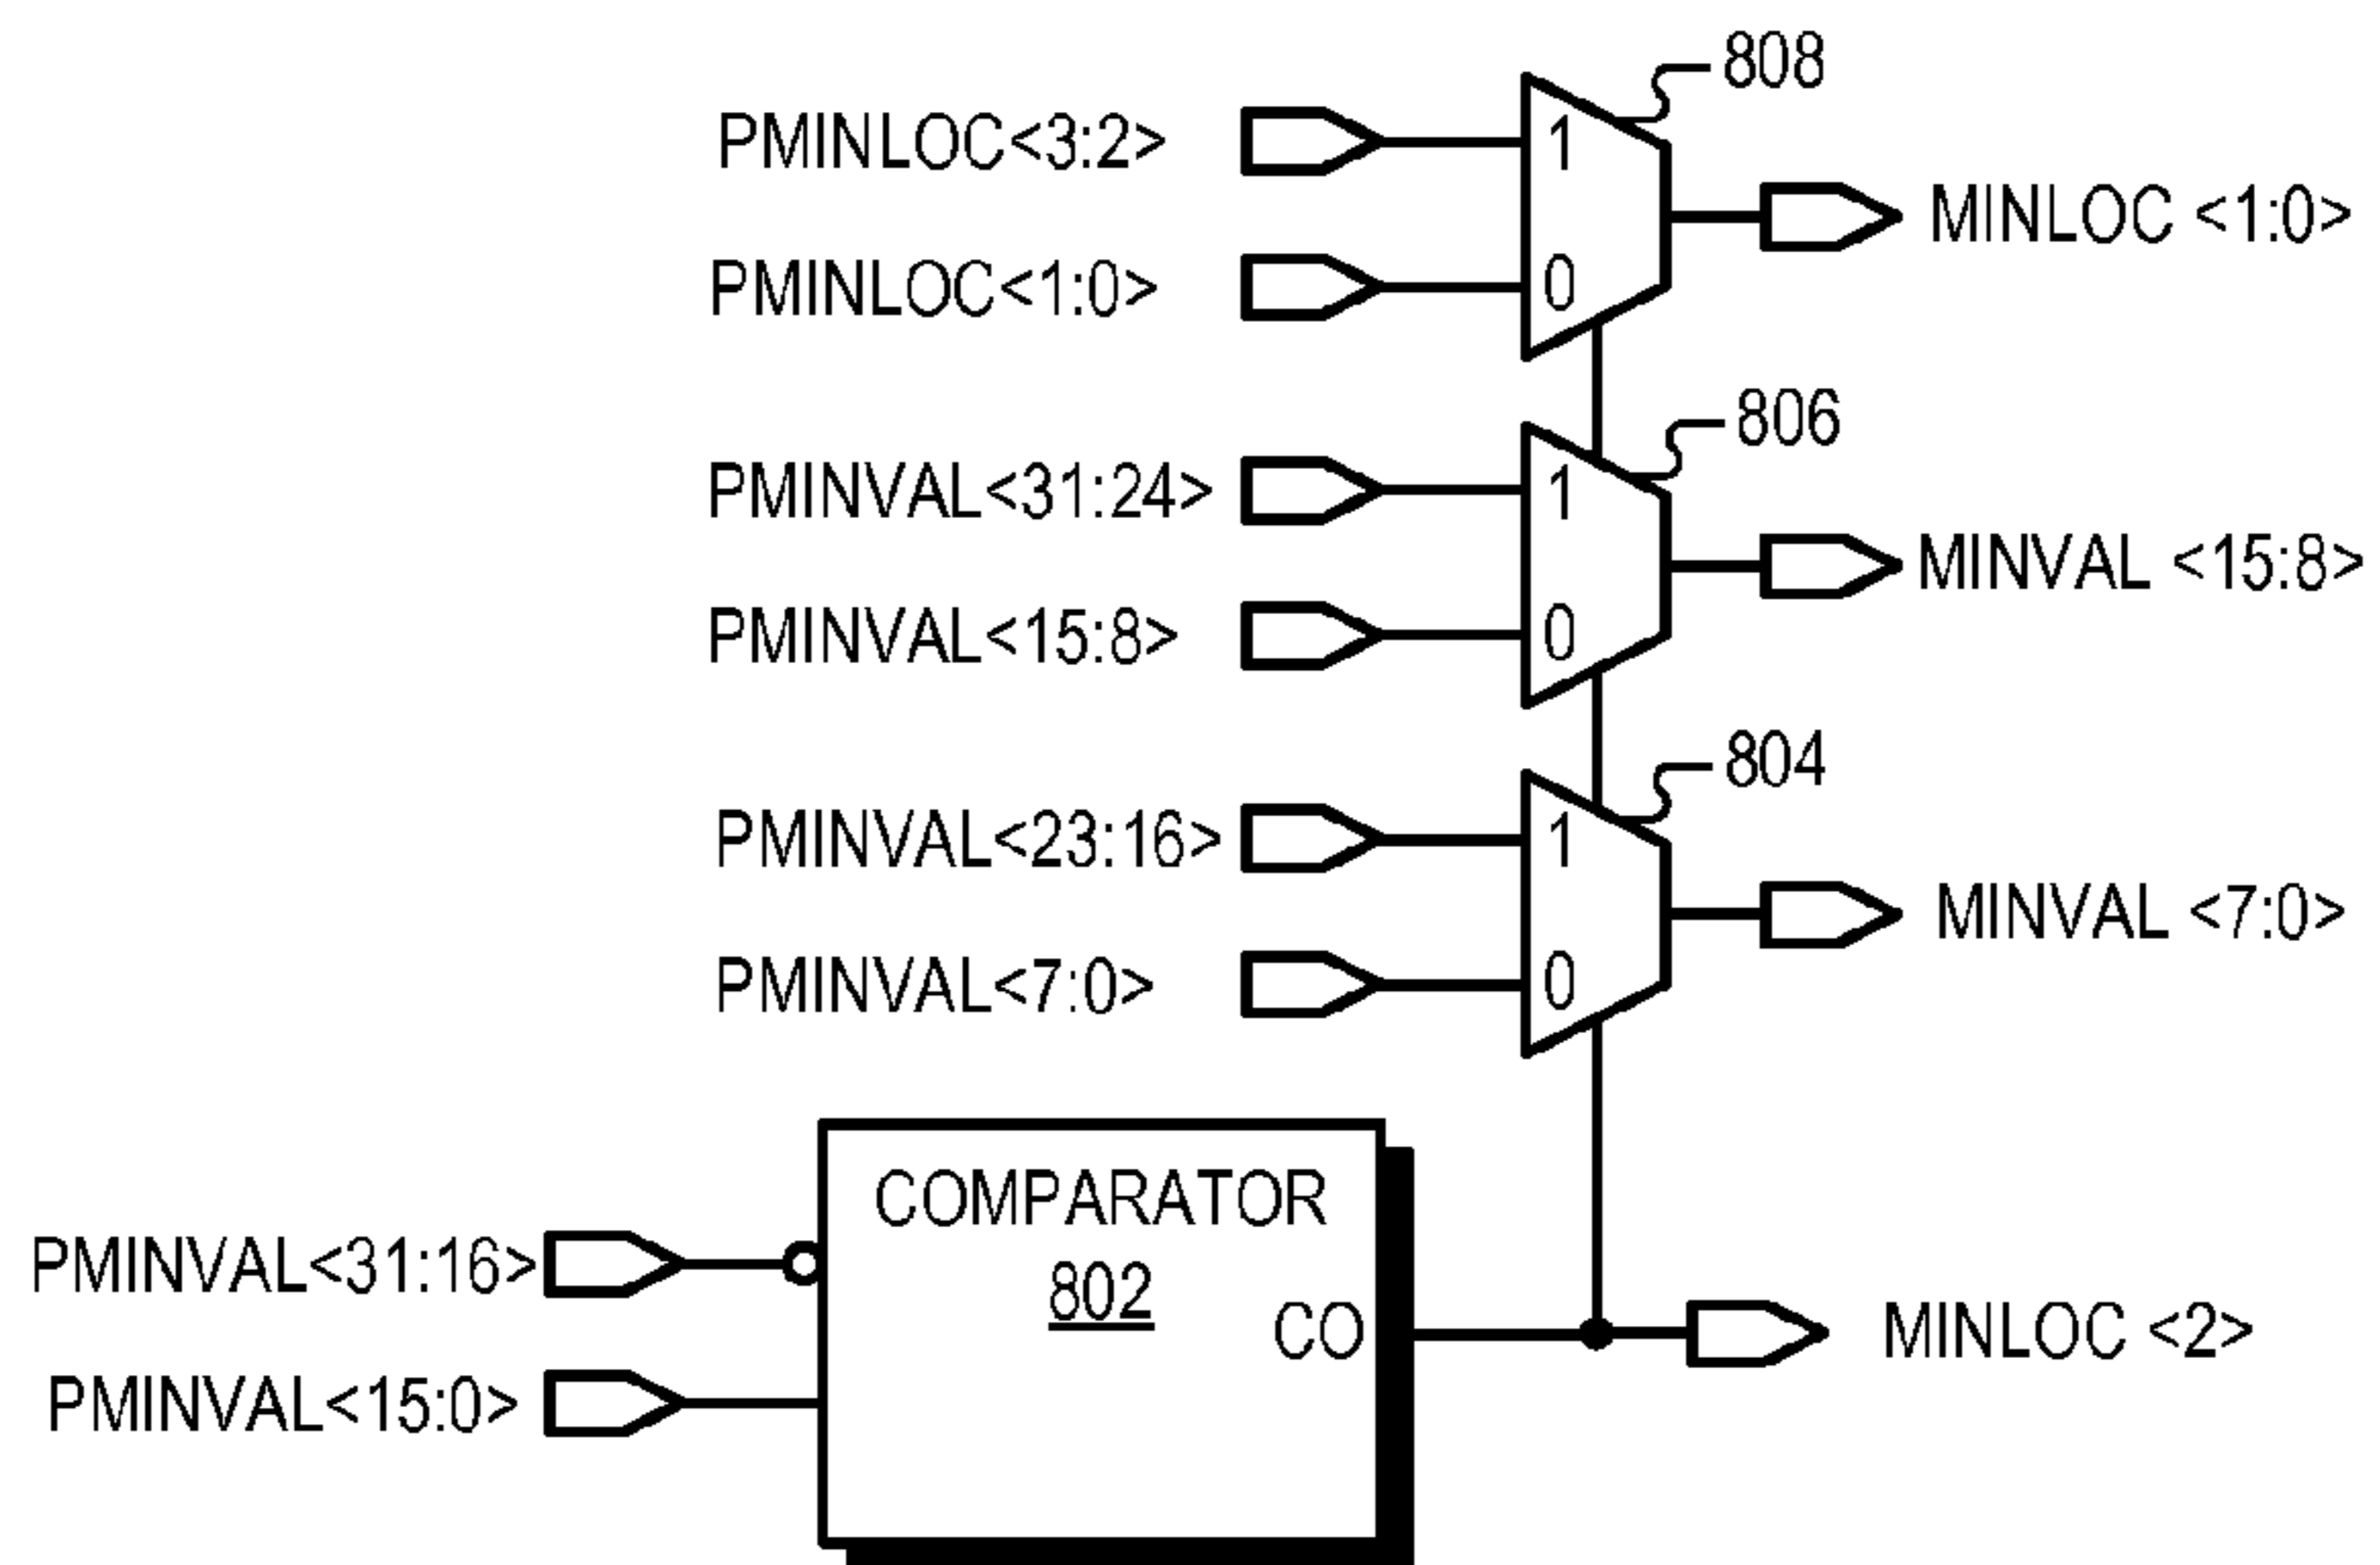 808
PMINLOC<3:2>
1
MINLOC <1:0>
PMINLOC<1:0>
0
806
PMINVAL<31:24>
1
MINVAL <15:8>
PMINVAL<15:8>
0
804
PMINVAL<23:16>
1
MINVAL <7:0>
PMINVAL<7:0>
0
COMPARATOR
802
PMINVAL<31:16>
CO
MINLOC <2>
PMINVAL<15:0>